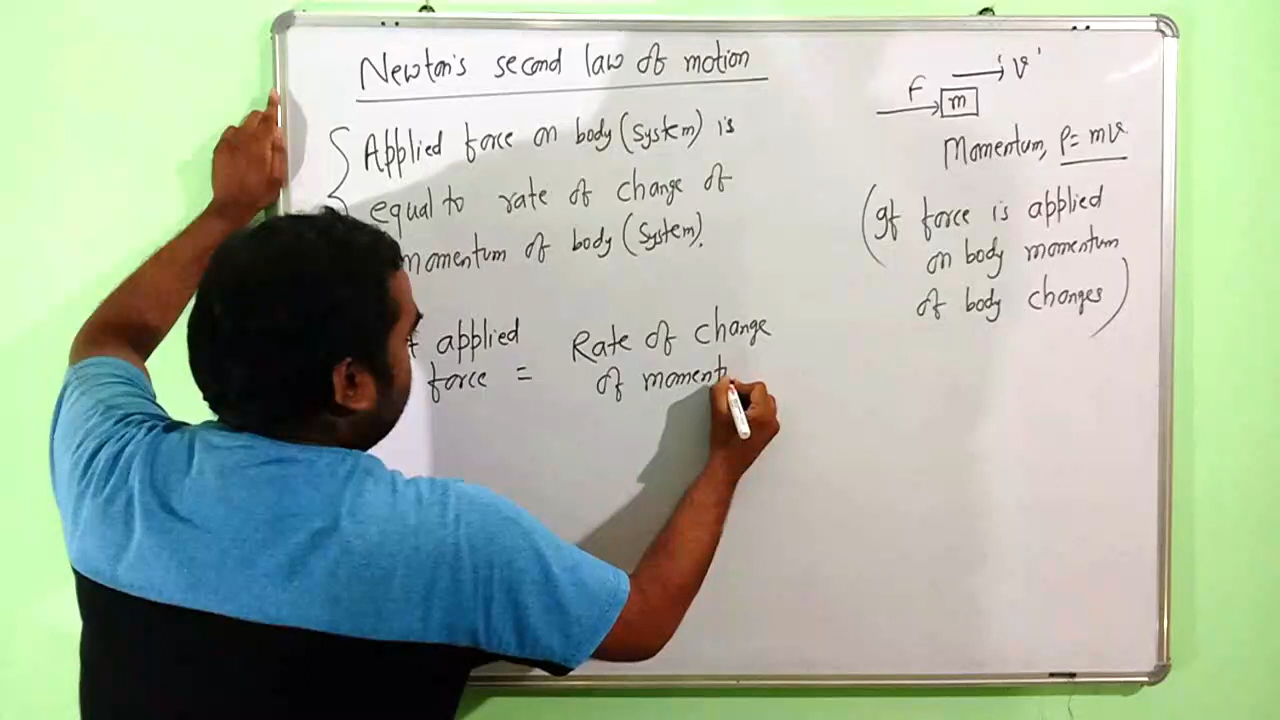 Newton's second law of motion
Applied force on body (System) is
equal to rate of change of
momentum of body (System).
applied
force =
Rate of change
of moment
F
m
'v'
Momentum, P = mv
(If force is applied
on body momentum
of body changes)